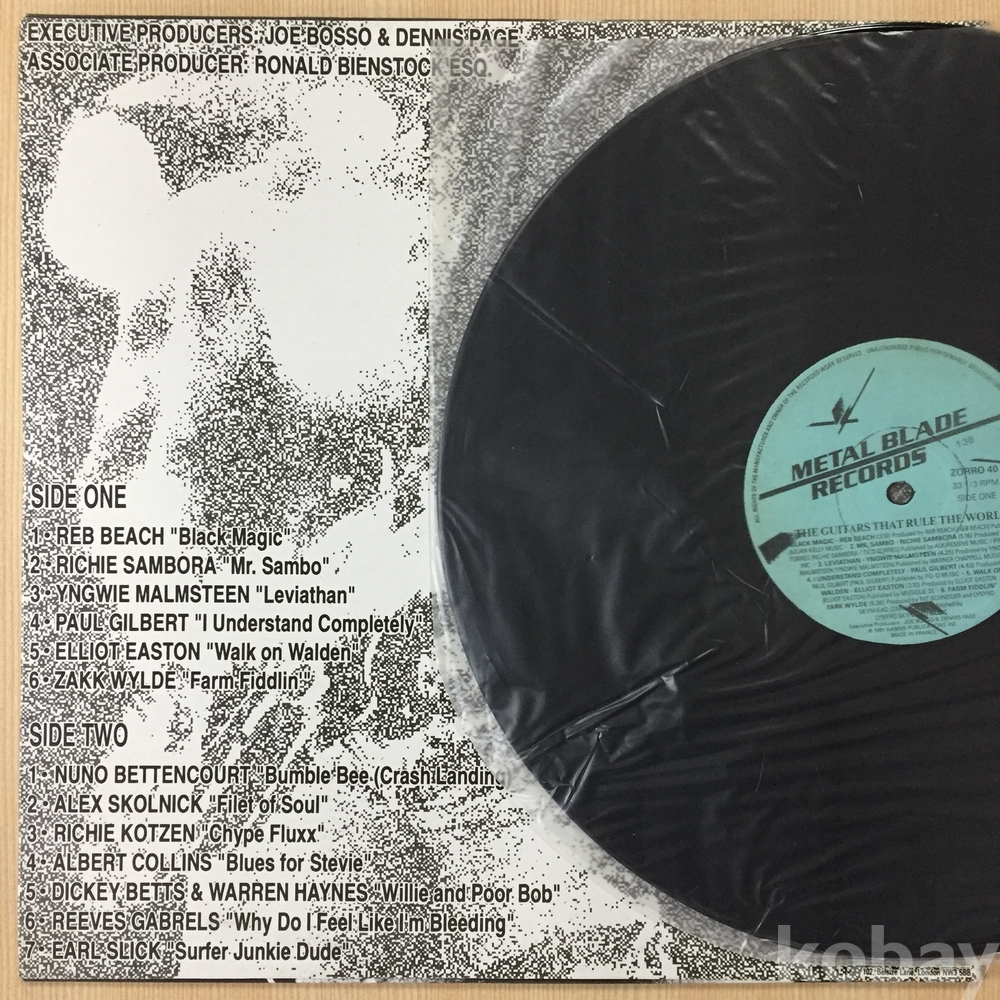 EXECUTIVE PRODUCERS: JOE BOSSO & DENNIS PAGE
ASSOCIATE PRODUCER: RONALD BIENSTOCK ESQ.
SIDE ONE
1• REB BEACH "Black Magic"
2• RICHIE SAMBORA "Mr. Sambo"
3• YNGWIE MALMSTEEN "Leviathan"
4• PAUL GILBERT "I Understand Completely"
5• ELLIOT EASTON "Walk on Walden"
6• ZAKK WYLDE "Farm Fiddlin'"
SIDE TWO
1• NUNO BETTENCOURT "Bumble Bee (Crash Landing)
2• ALEX SKOLNICK "Filet of Soul"
3• RICHIE KOTZEN "Chype Fluxx"
4• ALBERT COLLINS "Blues for Stevie"
5• DICKEY BETTS & WARREN HAYNES "Willie and Poor Bob"
6• REEVES GABRELS "Why Do I Feel Like I'm Bleeding"
7• EARL SLICK "Surfer Junkie Dude"
METAL BLADE
RECORDS
138
ZORRO 40
33 1/3 RPM
SIDE ONE
THE GUITARS THAT RULE THE WORL
MADE IN FRANCE
London NW3
kobay